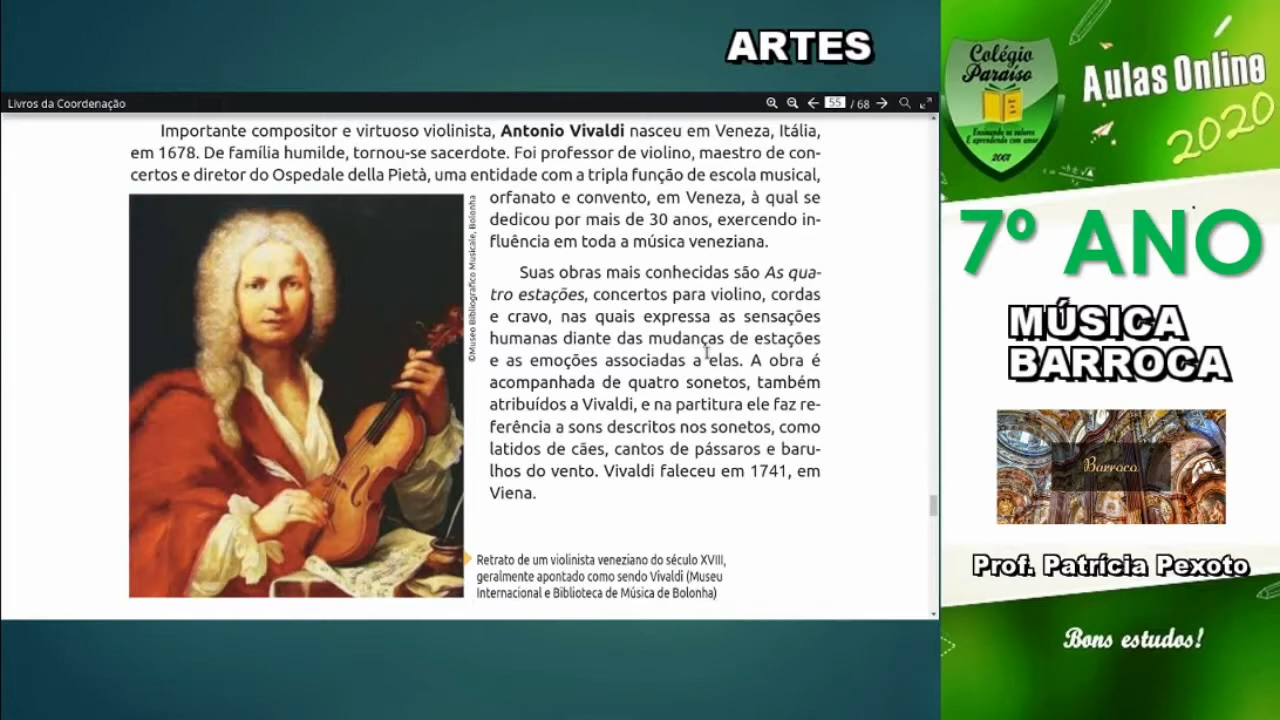 ARTES
Livros da Coordenação
55 / 68
Importante compositor e virtuoso violinista, Antonio Vivaldi nasceu em Veneza, Itália,
em 1678. De família humilde, tornou-se sacerdote. Foi professor de violino, maestro de con-
certos e diretor do Ospedale della Pietà, uma entidade com a tripla função de escola musical,
orfanato e convento, em Veneza, à qual se
dedicou por mais de 30 anos, exercendo in-
fluência em toda a música veneziana.
Suas obras mais conhecidas são As qua-
tro estações, concertos para violino, cordas
e cravo, nas quais expressa as sensações
humanas diante das mudanças de estações
e as emoções associadas a elas. A obra é
acompanhada de quatro sonetos, também
atribuídos a Vivaldi, e na partitura ele faz re-
ferência a sons descritos nos sonetos, como
latidos de cães, cantos de pássaros e baru-
lhos do vento. Vivaldi faleceu em 1741, em
Viena.
©Museo Bibliografico Musicale, Bolonha
Retrato de um violinista veneziano do século XVIII,
geralmente apontado como sendo Vivaldi (Museu
Internacional e Biblioteca de Música de Bolonha)
Colégio
Paraíso
Ensinando os valores
E aprendendo com amor
2007
Aulas Online
2020
7º ANO
MÚSICA
BARROCA
Barroco
Prof. Patrícia Pexoto
Bons estudos!